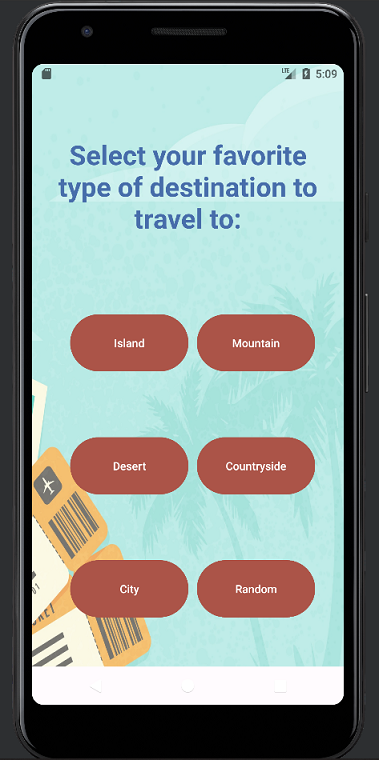 LTE 5:09
Select your favorite
type of destination to
travel to:
Island Mountain
Desert Countryside
City Random